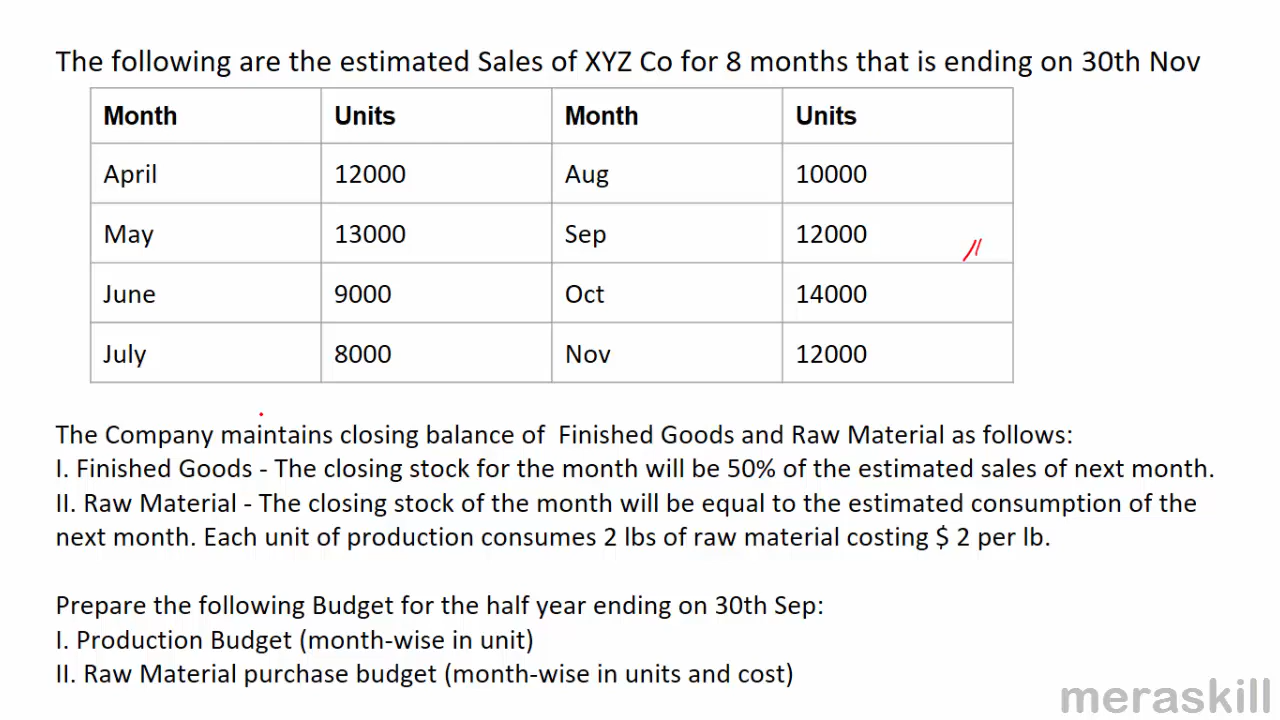 The following are the estimated Sales of XYZ Co for 8 months that is ending on 30th Nov
Month Units Month Units
April 12000 Aug 10000
May 13000 Sep 12000
June 9000 Oct 14000
July 8000 Nov 12000
The Company maintains closing balance of Finished Goods and Raw Material as follows:
I. Finished Goods - The closing stock for the month will be 50% of the estimated sales of next month.
II. Raw Material - The closing stock of the month will be equal to the estimated consumption of the
next month. Each unit of production consumes 2 lbs of raw material costing $ 2 per lb.
Prepare the following Budget for the half year ending on 30th Sep:
I. Production Budget (month-wise in unit)
II. Raw Material purchase budget (month-wise in units and cost)
meraskill